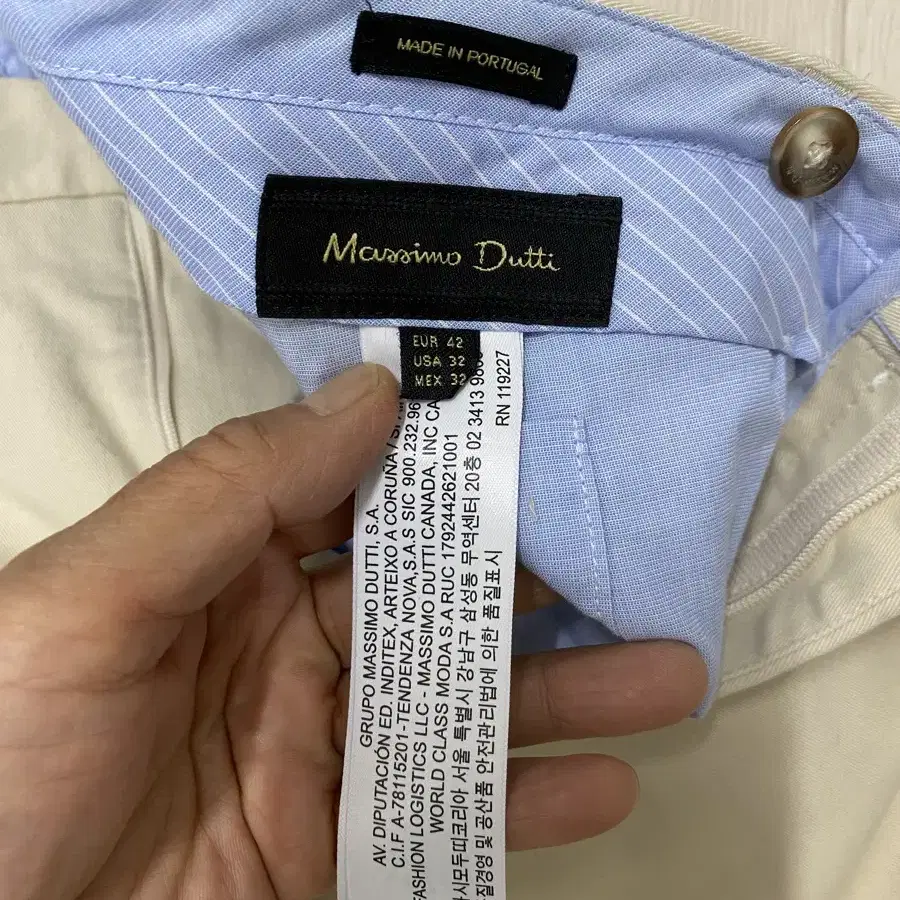 MADE IN PORTUGAL
Massimo Dutti
EUR 42
USA 32
MEX 32
GRUPO MASSIMO DUTTI, S.A.
AV. DIPUTACIÓN ED. INDITEX, ARTEIXO A CORUÑA /
C.I.F A-78115201-TENDENZA NOVA,S.A.S SIC 900.232.96
FASHION LOGISTICS LLC - MASSIMO DUTTI CANADA, INC CA
WORLD CLASS MODA S.A RUC 1792442621001
시모두띠코리아 서울 특별시 강남구 삼성동 무역센터 20층 02 3413 98
질경영 및 공산품 안전관리법에 의한 품질표시
RN 119227